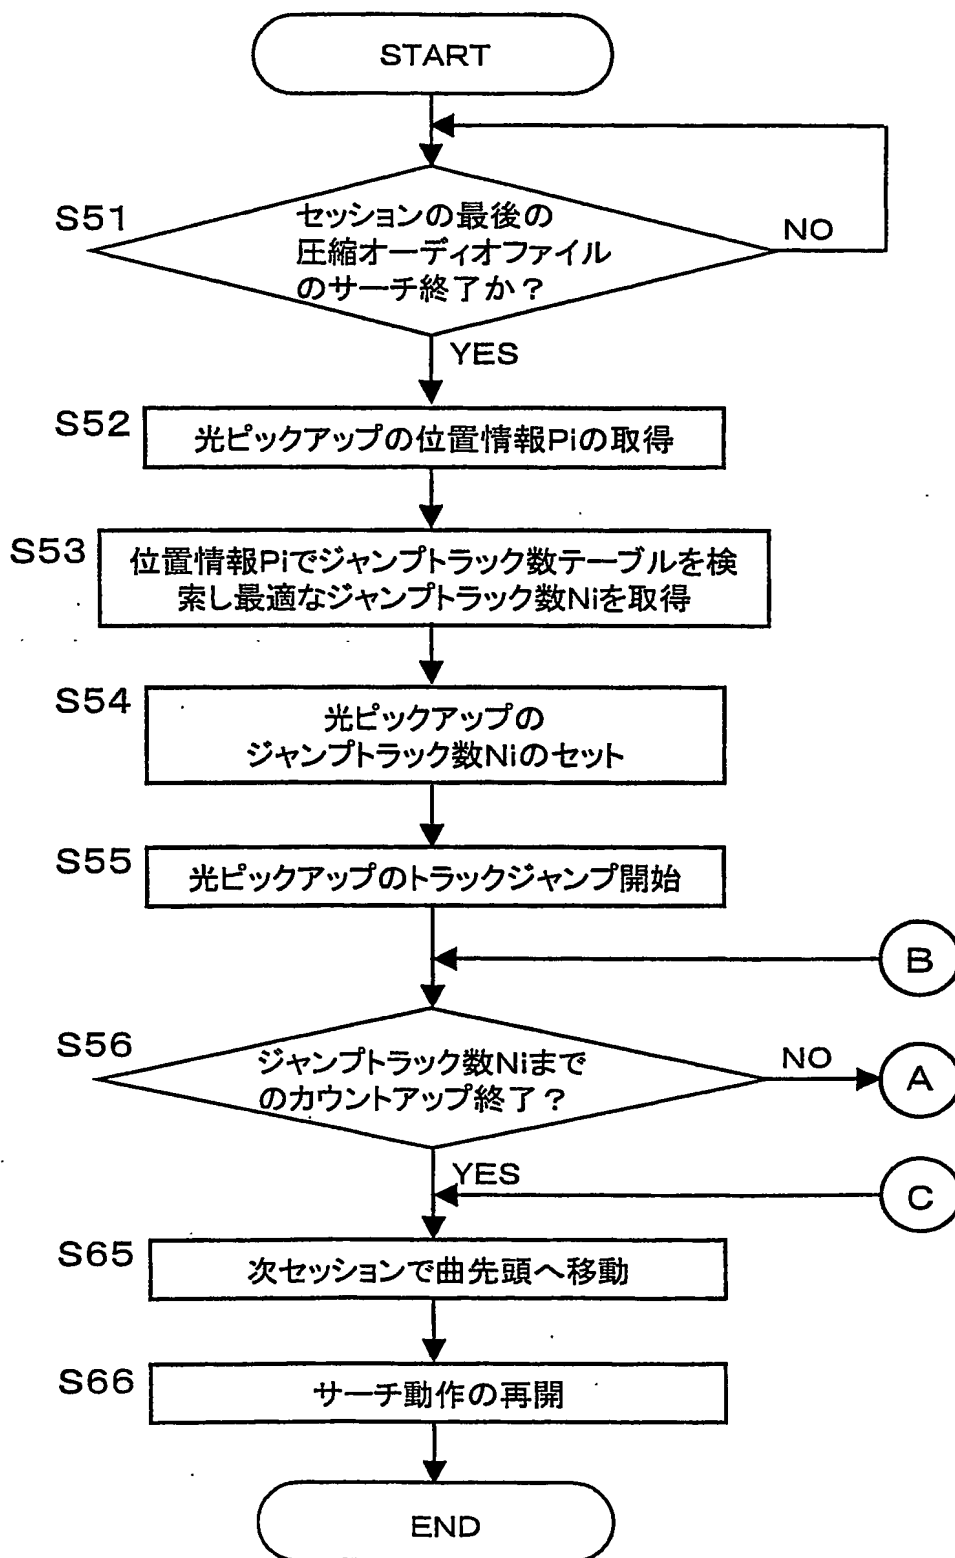 START
S51
セッションの最後の
圧縮オーディオファイル
のサーチ終了か？
NO
YES
S52
光ピックアップの位置情報Piの取得
S53
位置情報Piでジャンプトラック数テーブルを検
索し最適なジャンプトラック数Niを取得
S54
光ピックアップの
ジャンプトラック数Niのセット
S55
光ピックアップのトラックジャンプ開始
B
S56
ジャンプトラック数Niまで
のカウントアップ終了？
NO
A
YES
C
S65
次セッションで曲先頭へ移動
S66
サーチ動作の再開
END